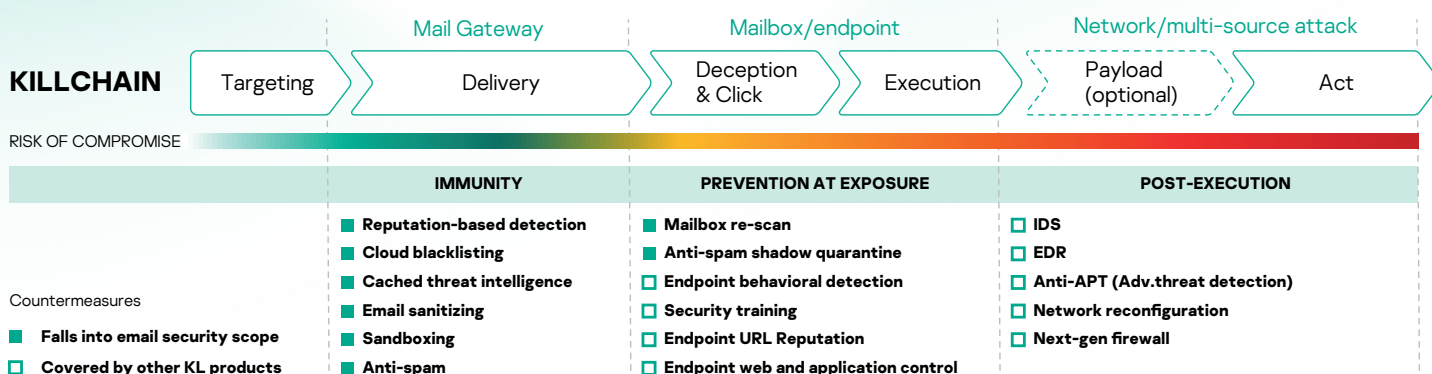 Mail Gateway
Mailbox/endpoint
Network/multi-source attack
KILLCHAIN
Targeting
Delivery
Deception
& Click
Execution
Payload
(optional)
Act
RISK OF COMPROMISE
IMMUNITY
PREVENTION AT EXPOSURE
POST-EXECUTION
Reputation-based detection
Cloud blacklisting
Cached threat intelligence
Email sanitizing
Sandboxing
Anti-spam
Mailbox re-scan
Anti-spam shadow quarantine
Endpoint behavioral detection
Security training
Endpoint URL Reputation
Endpoint web and application control
IDS
EDR
Anti-APT (Adv.threat detection)
Network reconfiguration
Next-gen firewall
Countermeasures
Falls into email security scope
Covered by other KL products